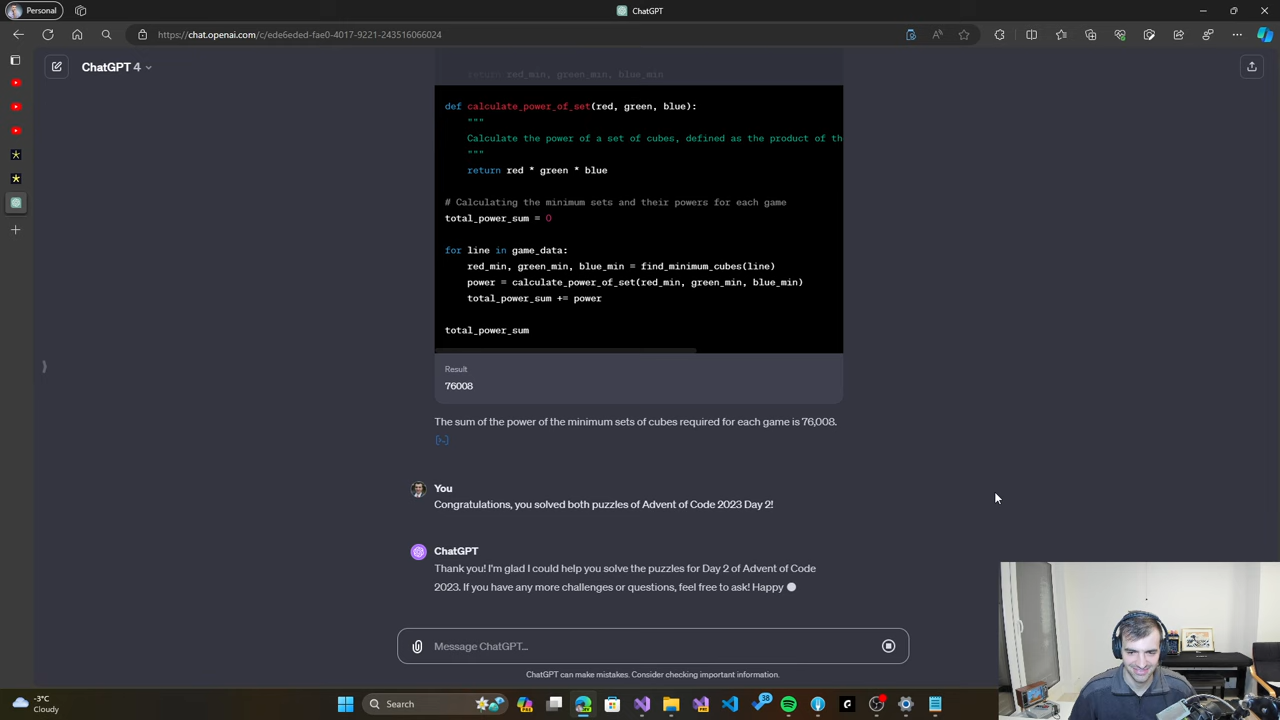 Personal
ChatGPT
https://chat.openai.com/c/ede6eded-fae0-4017-9221-243516066024
ChatGPT 4
return red_min, green_min, blue_min
def calculate_power_of_set(red, green, blue):
"""
Calculate the power of a set of cubes, defined as the product of th
"""
return red * green * blue
# Calculating the minimum sets and their powers for each game
total_power_sum = 0
for line in game_data:
red_min, green_min, blue_min = find_minimum_cubes(line)
power = calculate_power_of_set(red_min, green_min, blue_min)
total_power_sum += power
total_power_sum
Result
76008
The sum of the power of the minimum sets of cubes required for each game is 76,008.
[>-]
You
Congratulations, you solved both puzzles of Advent of Code 2023 Day 2!
ChatGPT
Thank you! I'm glad I could help you solve the puzzles for Day 2 of Advent of Code
2023. If you have any more challenges or questions, feel free to ask! Happy
Message ChatGPT...
ChatGPT can make mistakes. Consider checking important information.
-3°C
Cloudy
Search
38